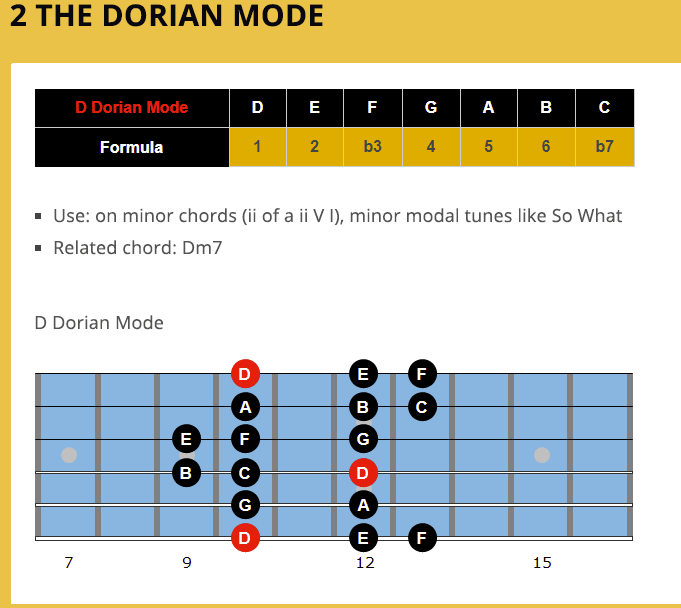 2 THE DORIAN MODE
D Dorian Mode D E F G A B C
Formula 1 2 b3 4 5 6 b7
Use: on minor chords (ii of a ii V I), minor modal tunes like So What
Related chord: Dm7
D Dorian Mode
D E F
A B C
E F G
B C D
G A
D E F
7 9 12 15